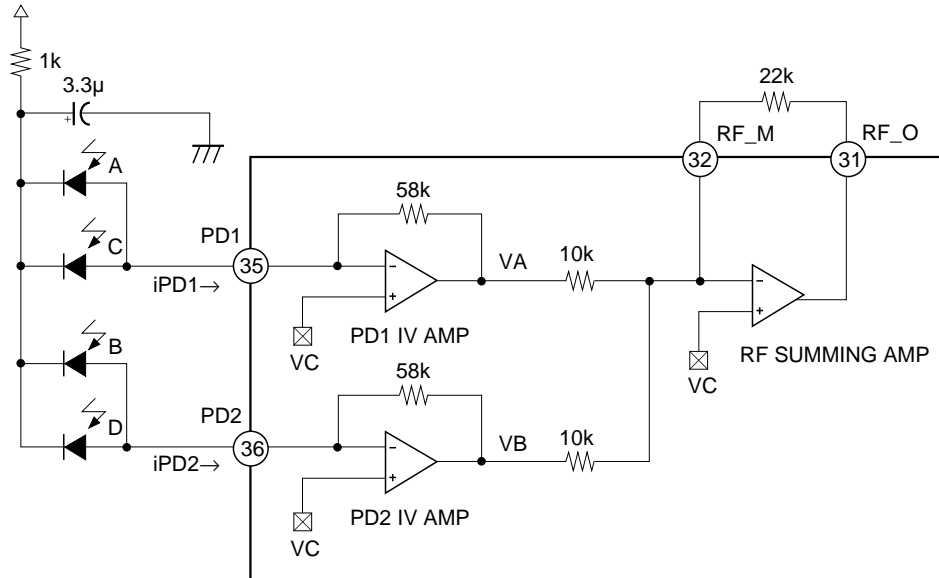 1k
3.3µ
+
A
C
PD1
35
iPD1→
B
D
PD2
36
iPD2→
58k
−
+
VC
PD1 IV AMP
VA
10k
58k
−
+
VC
PD2 IV AMP
VB
10k
22k
RF_M
RF_O
32
31
−
+
VC
RF SUMMING AMP